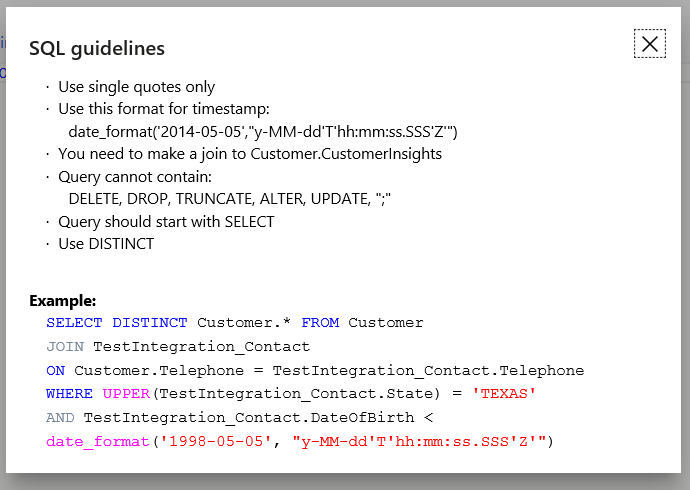 SQL guidelines
· Use single quotes only
· Use this format for timestamp:
date_format('2014-05-05',"y-MM-dd'T'hh:mm:ss.SSS'Z'")
· You need to make a join to Customer.CustomerInsights
· Query cannot contain:
DELETE, DROP, TRUNCATE, ALTER, UPDATE, ";"
· Query should start with SELECT
· Use DISTINCT
Example:
SELECT DISTINCT Customer.* FROM Customer
JOIN TestIntegration_Contact
ON Customer.Telephone = TestIntegration_Contact.Telephone
WHERE UPPER(TestIntegration_Contact.State) = 'TEXAS'
AND TestIntegration_Contact.DateOfBirth <
date_format('1998-05-05', "y-MM-dd'T'hh:mm:ss.SSS'Z'")